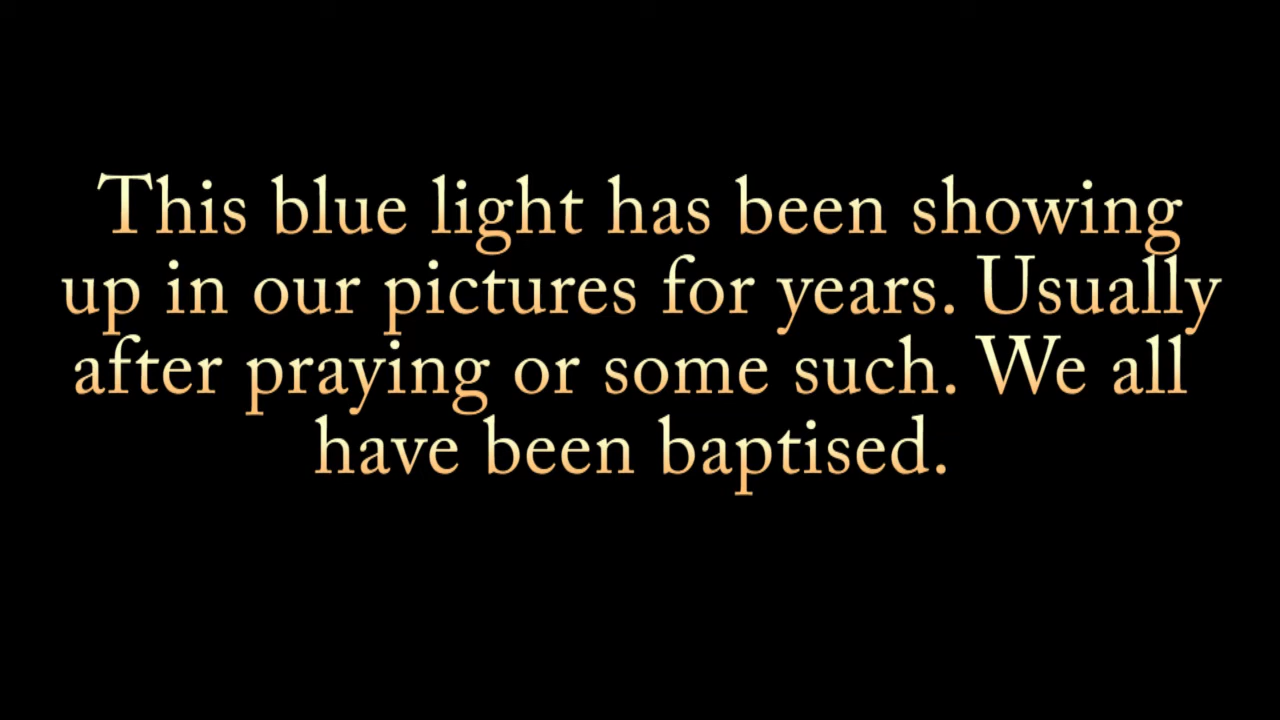 This blue light has been showing
up in our pictures for years. Usually
after praying or some such. We all
have been baptised.